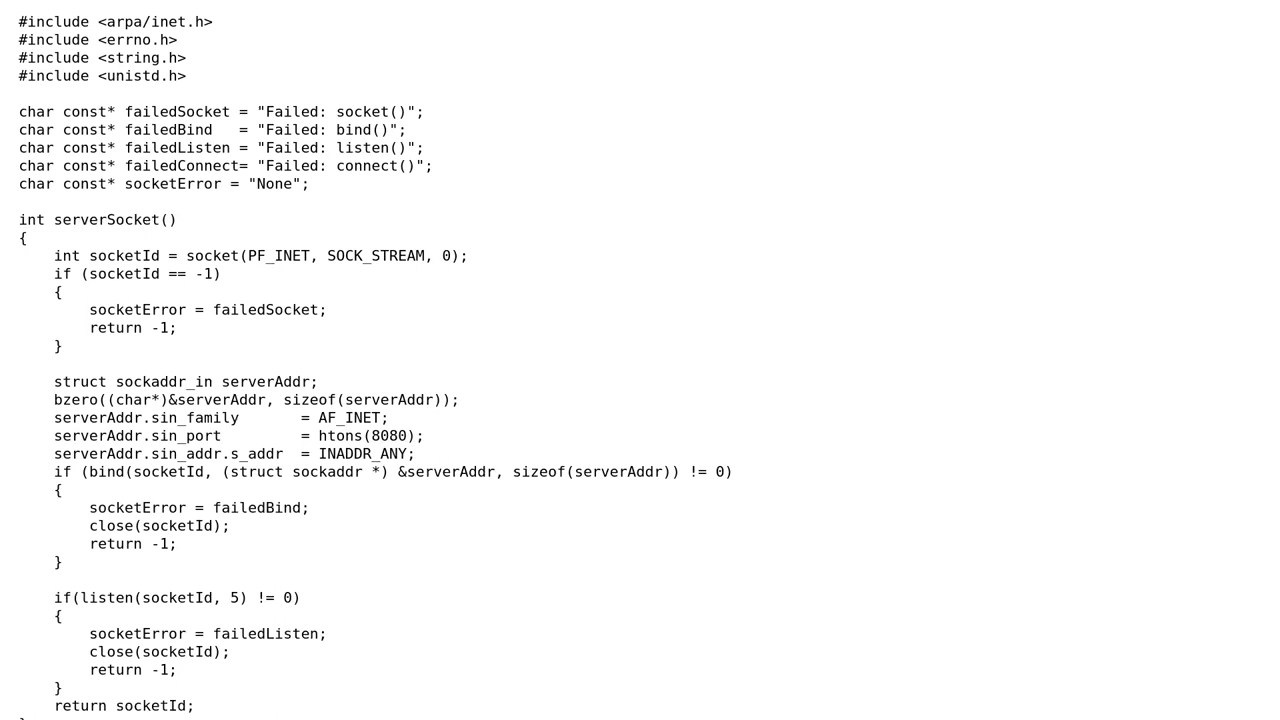 #include <arpa/inet.h>
#include <errno.h>
#include <string.h>
#include <unistd.h>

char const* failedSocket = "Failed: socket()";
char const* failedBind   = "Failed: bind()";
char const* failedListen = "Failed: listen()";
char const* failedConnect= "Failed: connect()";
char const* socketError = "None";

int serverSocket()
{
    int socketId = socket(PF_INET, SOCK_STREAM, 0);
    if (socketId == -1)
    {
        socketError = failedSocket;
        return -1;
    }

    struct sockaddr_in serverAddr;
    bzero((char*)&serverAddr, sizeof(serverAddr));
    serverAddr.sin_family       = AF_INET;
    serverAddr.sin_port         = htons(8080);
    serverAddr.sin_addr.s_addr  = INADDR_ANY;
    if (bind(socketId, (struct sockaddr *) &serverAddr, sizeof(serverAddr)) != 0)
    {
        socketError = failedBind;
        close(socketId);
        return -1;
    }

    if(listen(socketId, 5) != 0)
    {
        socketError = failedListen;
        close(socketId);
        return -1;
    }
    return socketId;
}